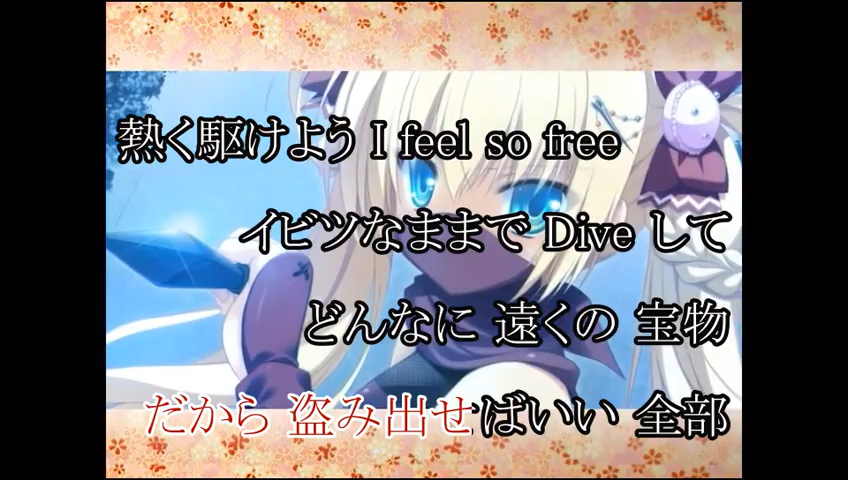 熱く駆けよう I feel so free
イビツなままで Dive して
どんなに 遠くの 宝物
だから 盗み出せばいい 全部